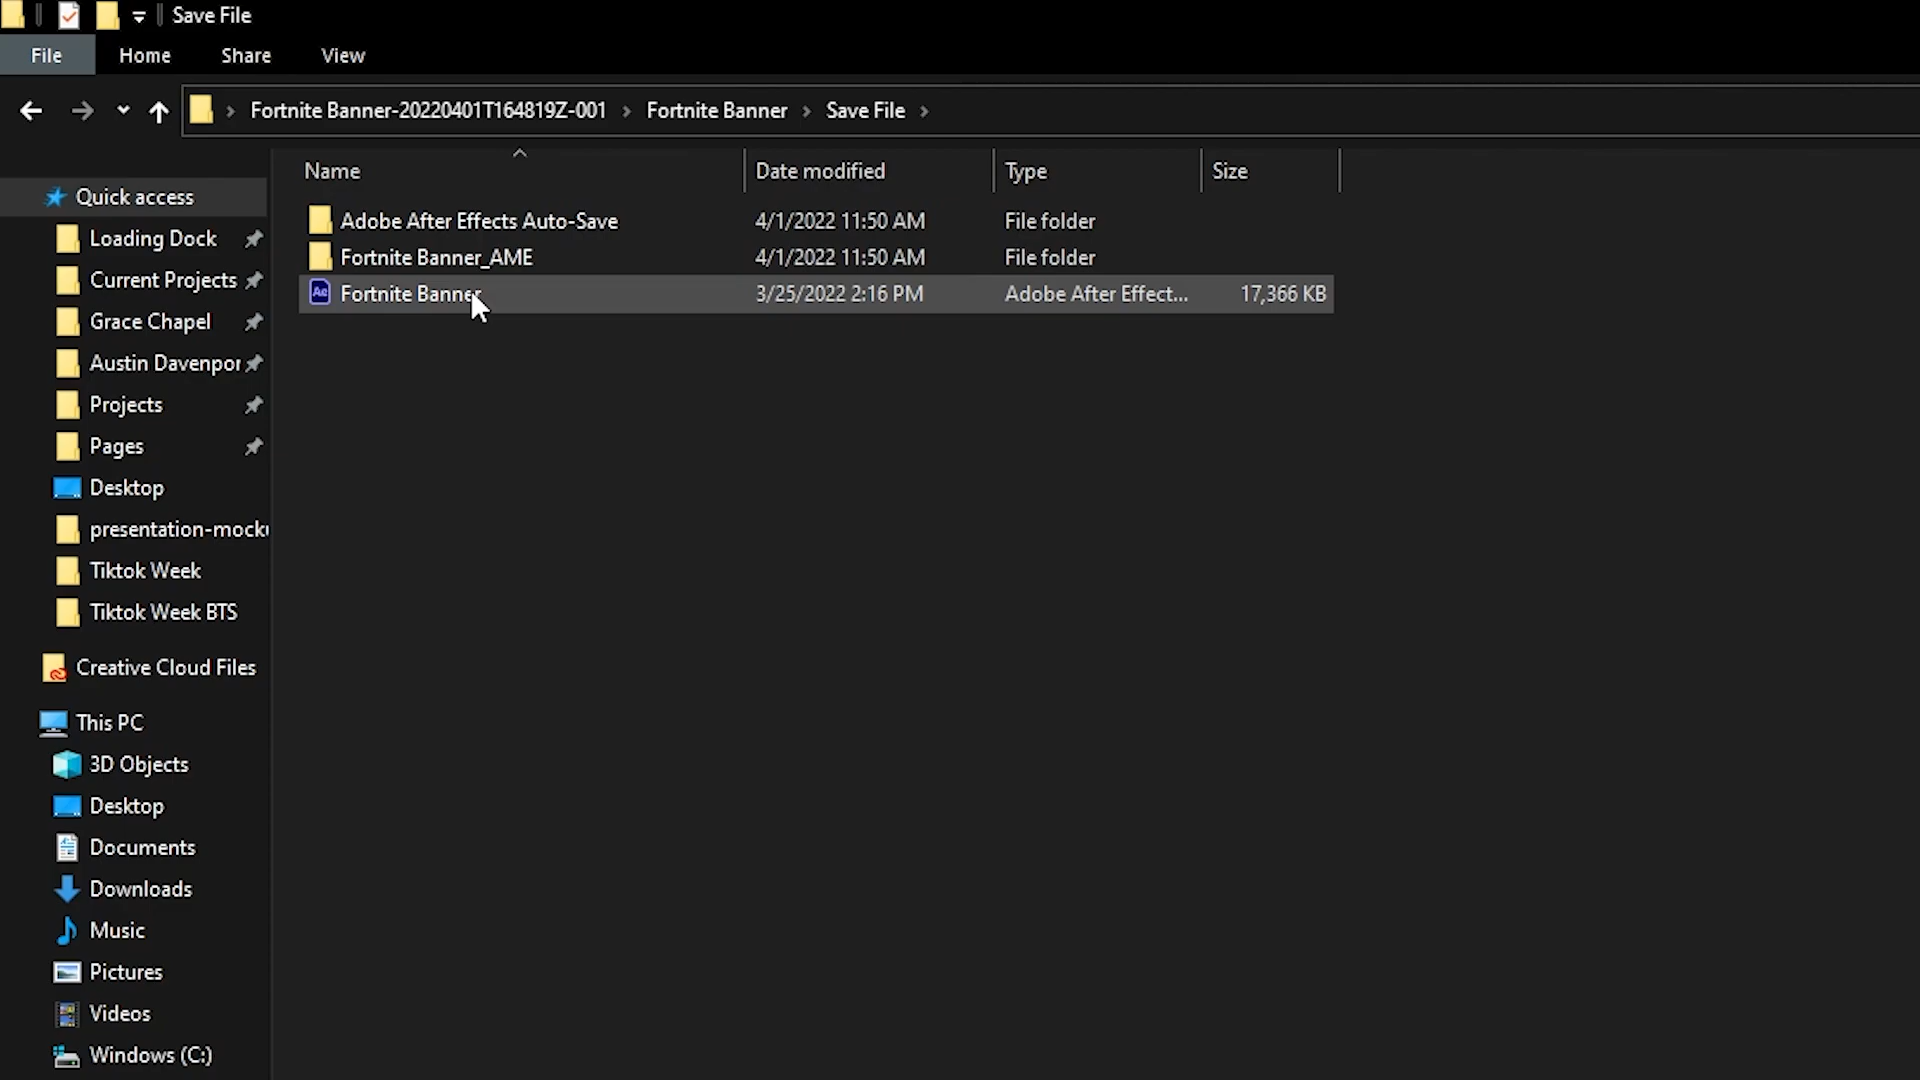 Save File
File Home Share View
Fortnite Banner-20220401T164819Z-001 Fortnite Banner Save File
Name Date modified Type Size
Adobe After Effects Auto-Save 4/1/2022 11:50 AM File folder
Fortnite Banner_AME 4/1/2022 11:50 AM File folder
Ae Fortnite Banner 3/25/2022 2:16 PM Adobe After Effect... 17,366 KB
Quick access
Loading Dock
Current Projects
Grace Chapel
Austin Davenpor
Projects
Pages
Desktop
presentation-mock
Tiktok Week
Tiktok Week BTS
Creative Cloud Files
This PC
3D Objects
Desktop
Documents
Downloads
Music
Pictures
Videos
Windows (C:)